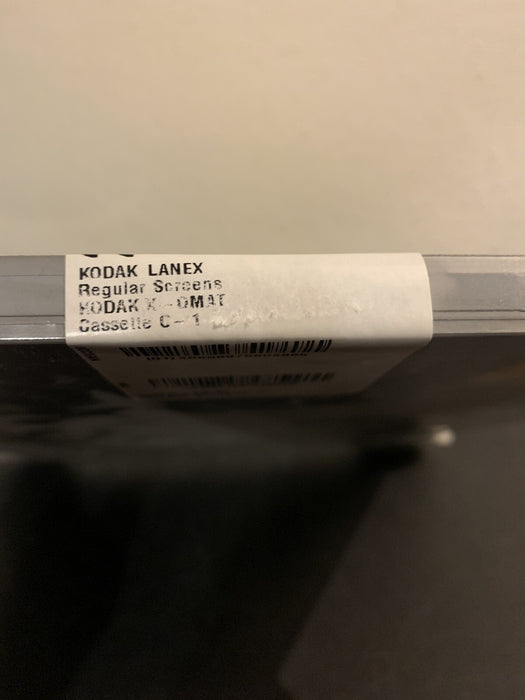 KODAK LANEX
Regular Screens
KODAK X-OMAT
Cassette C-1